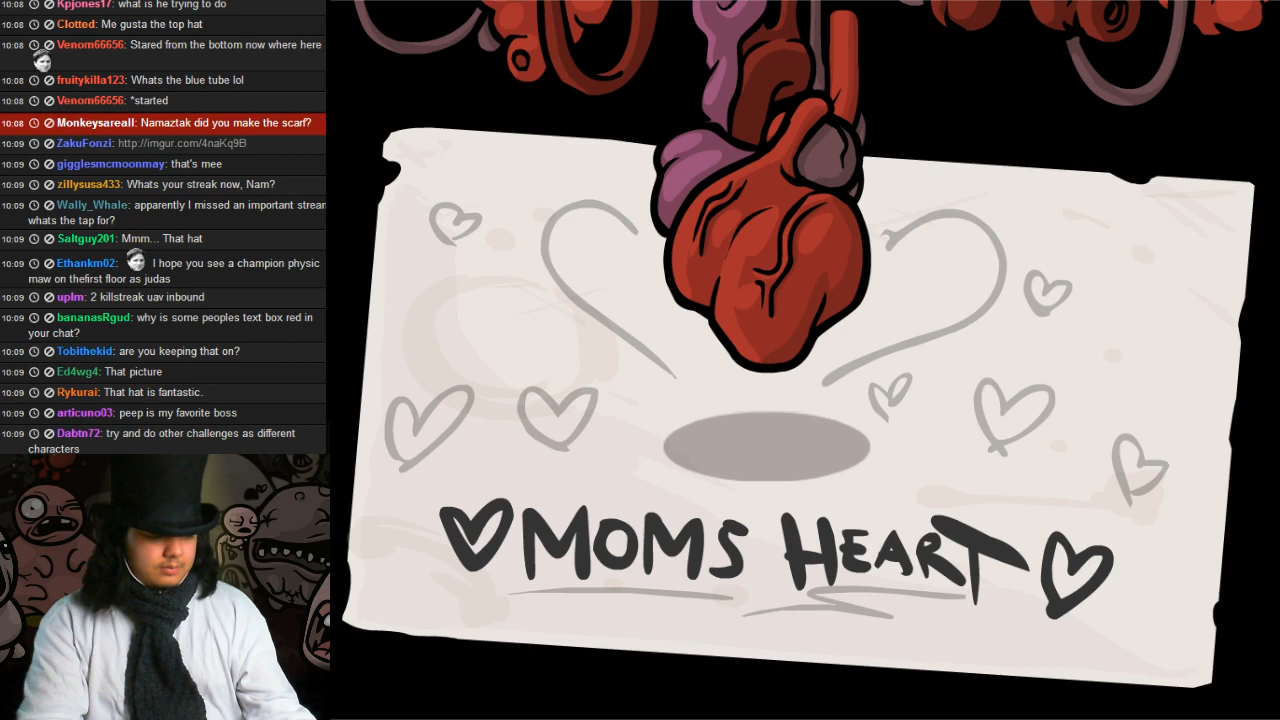 10:08 Kpjones17: what is he trying to do
10:08 Clotted: Me gusta the top hat
10:08 Venom66656: Stared from the bottom now where here
10:08 fruitykilla123: Whats the blue tube lol
10:08 Venom66656: *started
10:08 Monkeysareall: Namaztak did you make the scarf?
10:09 ZakuFonzi: http://imgur.com/4naKq9B
10:09 gigglesmcmoonmay: that's mee
10:09 zillysusa433: Whats your streak now, Nam?
10:09 Wally_Whale: apparently I missed an important stream
whats the tap for?
10:09 Saltguy201: Mmm... That hat
10:09 Ethankm02: I hope you see a champion physic
maw on thefirst floor as judas
10:09 uplm: 2 killstreak uav inbound
10:09 bananasRgud: why is some peoples text box red in
your chat?
10:09 Tobithekid: are you keeping that on?
10:09 Ed4wg4: That picture
10:09 Rykurai: That hat is fantastic.
10:09 articuno03: peep is my favorite boss
10:09 Dabtn72: try and do other challenges as different
characters
MOMS HEART